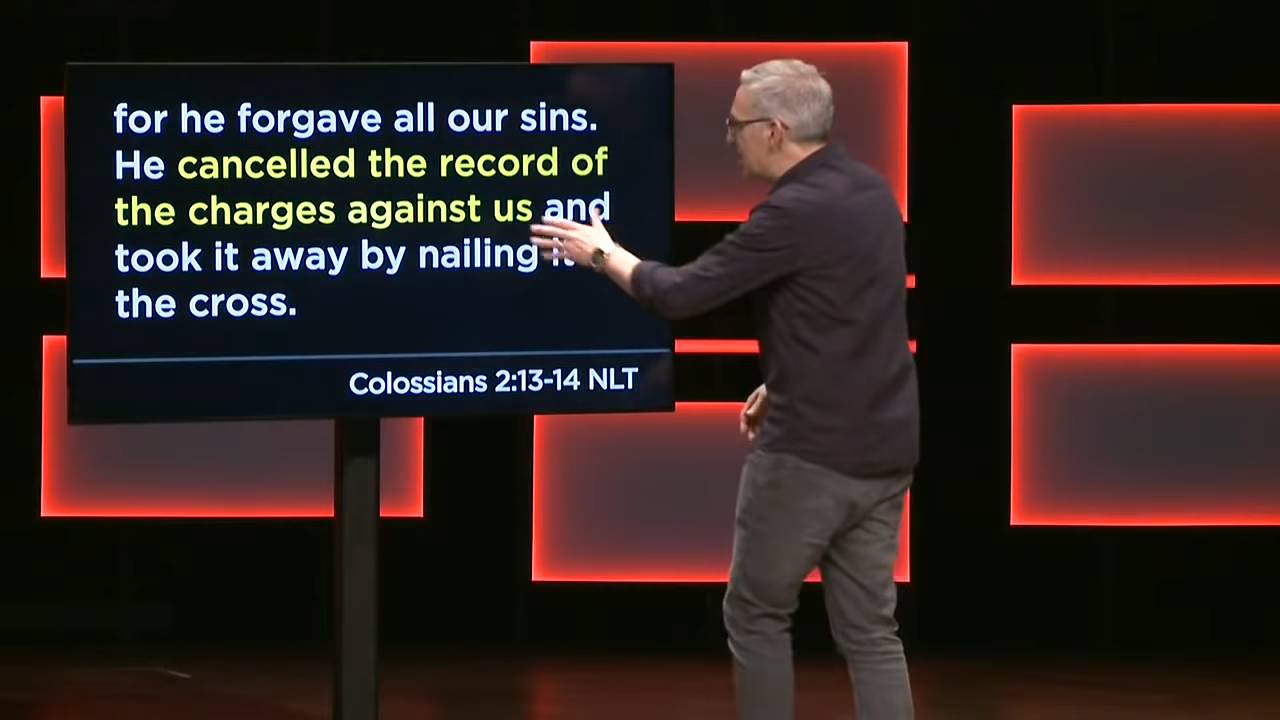 for he forgave all our sins.
He cancelled the record of
the charges against us and
took it away by nailing
the cross.
Colossians 2:13-14 NLT